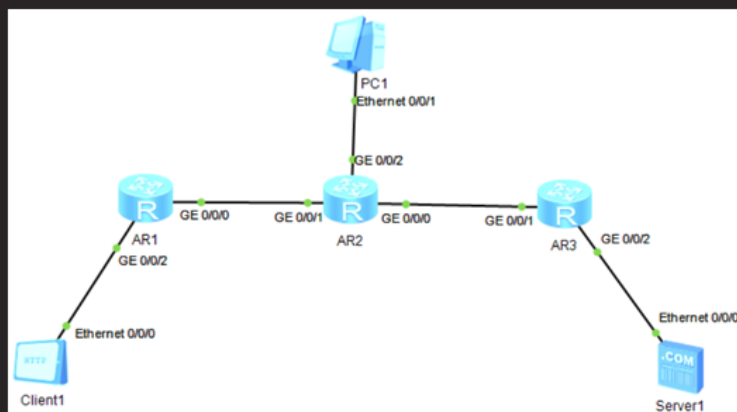 PC1
Ethernet 0/0/1
GE 0/0/2
R
GE 0/0/0
GE 0/0/1
R
GE 0/0/0
GE 0/0/1
R
AR1
AR2
AR3
GE 0/0/2
GE 0/0/2
Ethernet 0/0/0
Ethernet 0/0/0
HTTP
.COM
Client1
Server1